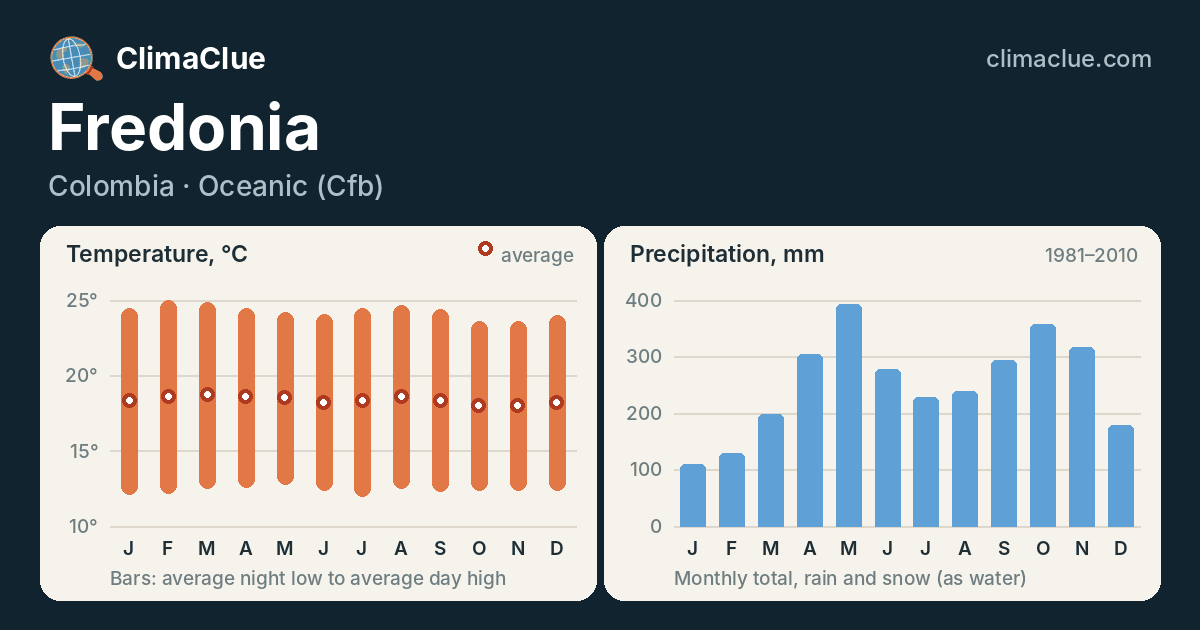 ClimaClue
climaclue.com
Fredonia
Colombia · Oceanic (Cfb)
Temperature, °C
average
25°
20°
15°
10°
J F M A M J J A S O N D
Bars: average night low to average day high
Precipitation, mm
1981–2010
400
300
200
100
0
J F M A M J J A S O N D
Monthly total, rain and snow (as water)